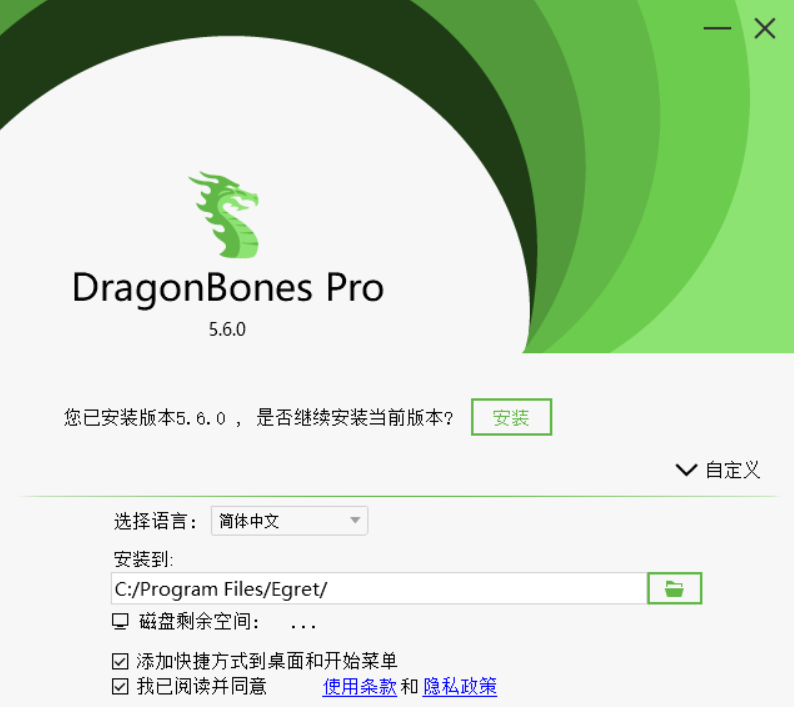 DragonBones Pro
5.6.0
您已安装版本5.6.0 ，是否继续安装当前版本? 安装
自定义
选择语言： 简体中文
安装到:
C:/Program Files/Egret/
磁盘剩余空间： ...
添加快捷方式到桌面和开始菜单
我已阅读并同意 使用条款 和 隐私政策